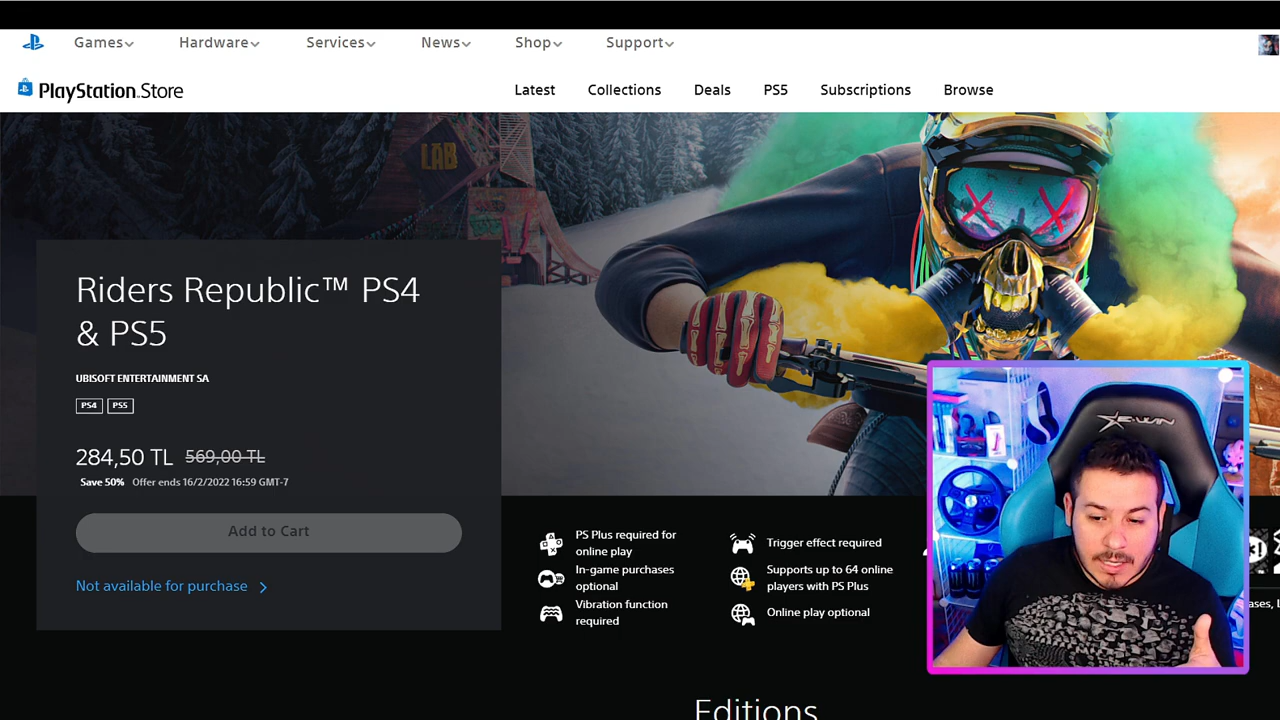 Games
Hardware
Services
News
Shop
Support
PlayStation Store
Latest
Collections
Deals
PS5
Subscriptions
Browse
LAB
Riders Republic™ PS4
& PS5
UBISOFT ENTERTAINMENT SA
PS4 PS5
284,50 TL 569,00 TL
Save 50% Offer ends 16/2/2022 16:59 GMT-7
Add to Cart
Not available for purchase
PS Plus required for
online play
In-game purchases
optional
Vibration function
required
Trigger effect required
Supports up to 64 online
players with PS Plus
Online play optional
E-WIN
Editions